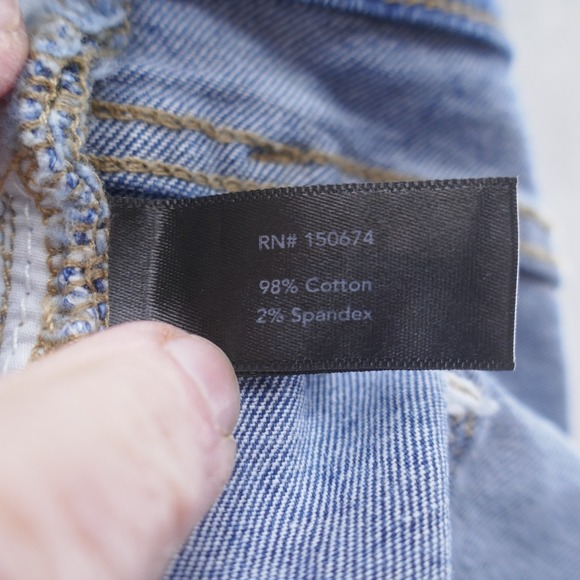 RN# 150674
98% Cotton
2% Spandex